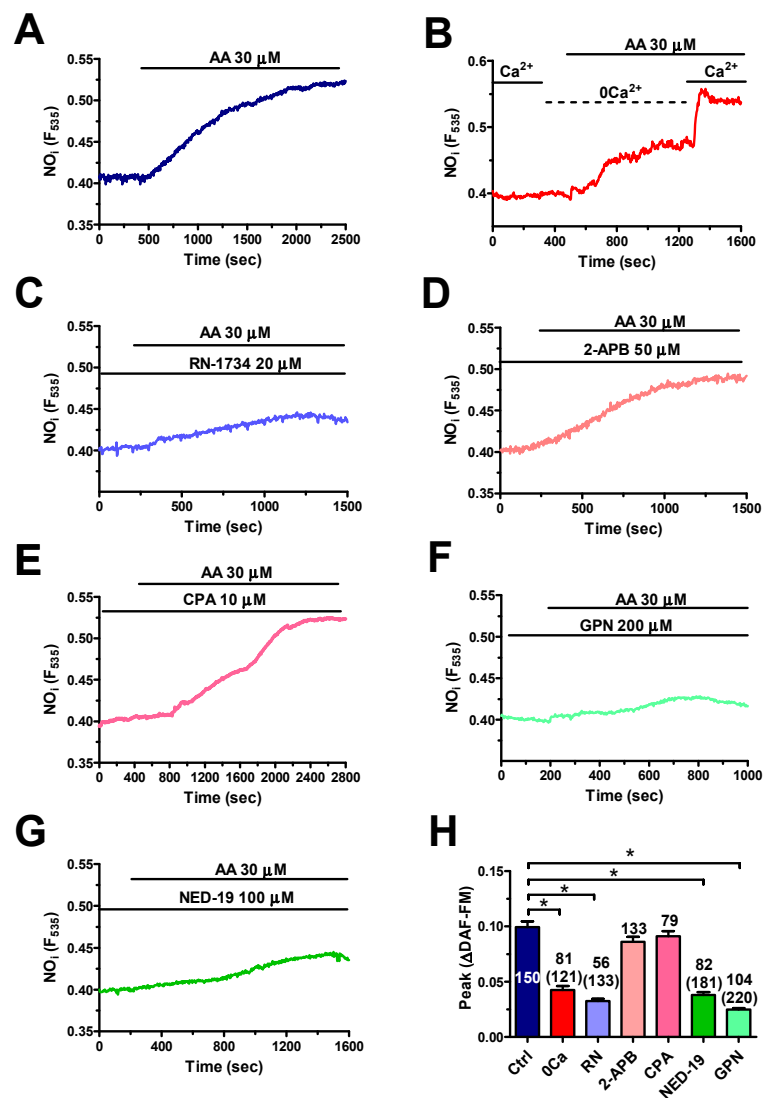 A
AA 30 µM
0.55
0.50
0.45
0.40
0.35
NOi (F535)
0 500 1000 1500 2000 2500
Time (sec)
B
AA 30 µM
Ca2+ Ca2+
0Ca2+
0.6
0.5
0.4
NOi (F535)
0 400 800 1200 1600
Time (sec)
C
AA 30 µM
RN-1734 20 µM
0.55
0.50
0.45
0.40
0.35
NOi (F535)
0 500 1000 1500
Time (sec)
D
AA 30 µM
2-APB 50 µM
0.55
0.50
0.45
0.40
0.35
NOi (F535)
0 500 1000 1500
Time (sec)
E
AA 30 µM
CPA 10 µM
0.55
0.50
0.45
0.40
0.35
NOi (F535)
0 400 800 1200 1600 2000 2400 2800
Time (sec)
F
AA 30 µM
GPN 200 µM
0.55
0.50
0.45
0.40
NOi (F535)
0 200 400 600 800 1000
Time (sec)
G
AA 30 µM
NED-19 100 µM
0.55
0.50
0.45
0.40
0.35
NOi (F535)
0 400 800 1200 1600
Time (sec)
H
*
*
*
*
0.15
0.10
0.05
0.00
Peak (ΔDAF-FM)
150
81
(121)
56
(133)
133
79
82
(181)
104
(220)
Ctrl 0Ca RN 2-APB CPA NED-19 GPN